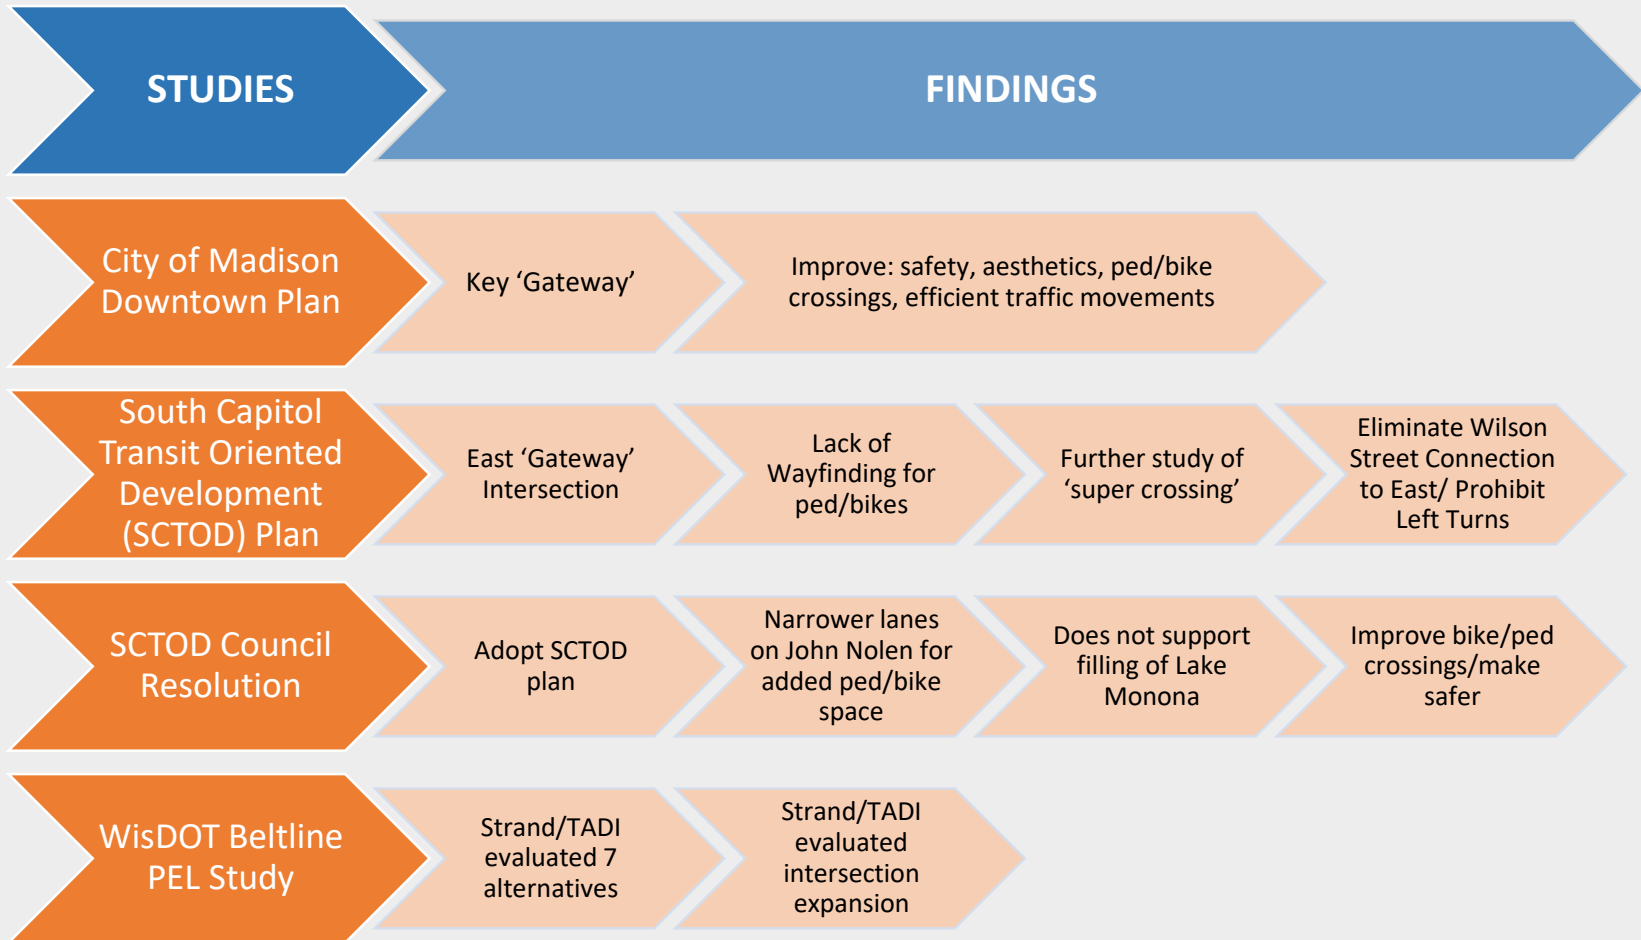 STUDIES
FINDINGS
City of Madison
Downtown Plan
Key ‘Gateway’
Improve: safety, aesthetics, ped/bike
crossings, efficient traffic movements
South Capitol
Transit Oriented
Development
(SCTOD) Plan
East ‘Gateway’
Intersection
Lack of
Wayfinding for
ped/bikes
Further study of
‘super crossing’
Eliminate Wilson
Street Connection
to East/ Prohibit
Left Turns
SCTOD Council
Resolution
Adopt SCTOD
plan
Narrower lanes
on John Nolen for
added ped/bike
space
Does not support
filling of Lake
Monona
Improve bike/ped
crossings/make
safer
WisDOT Beltline
PEL Study
Strand/TADI
evaluated 7
alternatives
Strand/TADI
evaluated
intersection
expansion